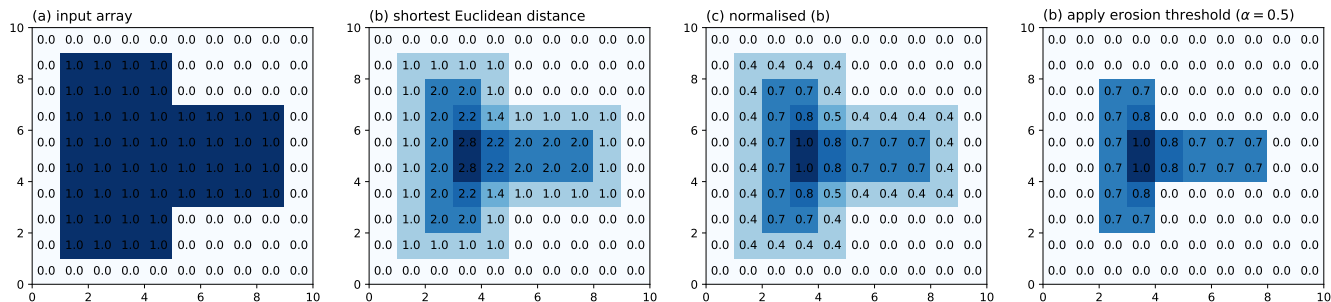 (a) input array
10
0.0 0.0 0.0 0.0 0.0 0.0 0.0 0.0 0.0 0.0
0.0 1.0 1.0 1.0 1.0 0.0 0.0 0.0 0.0 0.0
8
0.0 1.0 1.0 1.0 1.0 0.0 0.0 0.0 0.0 0.0
0.0 1.0 1.0 1.0 1.0 1.0 1.0 1.0 1.0 0.0
6
0.0 1.0 1.0 1.0 1.0 1.0 1.0 1.0 1.0 0.0
0.0 1.0 1.0 1.0 1.0 1.0 1.0 1.0 1.0 0.0
4
0.0 1.0 1.0 1.0 1.0 1.0 1.0 1.0 1.0 0.0
0.0 1.0 1.0 1.0 1.0 0.0 0.0 0.0 0.0 0.0
2
0.0 1.0 1.0 1.0 1.0 0.0 0.0 0.0 0.0 0.0
0.0 0.0 0.0 0.0 0.0 0.0 0.0 0.0 0.0 0.0
0
0 2 4 6 8 10
(b) shortest Euclidean distance
10
0.0 0.0 0.0 0.0 0.0 0.0 0.0 0.0 0.0 0.0
0.0 1.0 1.0 1.0 1.0 0.0 0.0 0.0 0.0 0.0
8
0.0 1.0 2.0 2.0 1.0 0.0 0.0 0.0 0.0 0.0
0.0 1.0 2.0 2.2 1.4 1.0 1.0 1.0 1.0 0.0
6
0.0 1.0 2.0 2.8 2.2 2.0 2.0 2.0 1.0 0.0
0.0 1.0 2.0 2.8 2.2 2.0 2.0 2.0 1.0 0.0
4
0.0 1.0 2.0 2.2 1.4 1.0 1.0 1.0 1.0 0.0
0.0 1.0 2.0 2.0 1.0 0.0 0.0 0.0 0.0 0.0
2
0.0 1.0 1.0 1.0 1.0 0.0 0.0 0.0 0.0 0.0
0.0 0.0 0.0 0.0 0.0 0.0 0.0 0.0 0.0 0.0
0
0 2 4 6 8 10
(c) normalised (b)
10
0.0 0.0 0.0 0.0 0.0 0.0 0.0 0.0 0.0 0.0
0.0 0.4 0.4 0.4 0.4 0.0 0.0 0.0 0.0 0.0
8
0.0 0.4 0.7 0.7 0.4 0.0 0.0 0.0 0.0 0.0
0.0 0.4 0.7 0.8 0.5 0.4 0.4 0.4 0.4 0.0
6
0.0 0.4 0.7 1.0 0.8 0.7 0.7 0.7 0.4 0.0
0.0 0.4 0.7 1.0 0.8 0.7 0.7 0.7 0.4 0.0
4
0.0 0.4 0.7 0.8 0.5 0.4 0.4 0.4 0.4 0.0
0.0 0.4 0.7 0.7 0.4 0.0 0.0 0.0 0.0 0.0
2
0.0 0.4 0.4 0.4 0.4 0.0 0.0 0.0 0.0 0.0
0.0 0.0 0.0 0.0 0.0 0.0 0.0 0.0 0.0 0.0
0
0 2 4 6 8 10
(b) apply erosion threshold (α = 0.5)
10
0.0 0.0 0.0 0.0 0.0 0.0 0.0 0.0 0.0 0.0
0.0 0.0 0.0 0.0 0.0 0.0 0.0 0.0 0.0 0.0
8
0.0 0.0 0.7 0.7 0.0 0.0 0.0 0.0 0.0 0.0
0.0 0.0 0.7 0.8 0.0 0.0 0.0 0.0 0.0 0.0
6
0.0 0.0 0.7 1.0 0.8 0.7 0.7 0.7 0.0 0.0
0.0 0.0 0.7 1.0 0.8 0.7 0.7 0.7 0.0 0.0
4
0.0 0.0 0.7 0.8 0.0 0.0 0.0 0.0 0.0 0.0
0.0 0.0 0.7 0.7 0.0 0.0 0.0 0.0 0.0 0.0
2
0.0 0.0 0.0 0.0 0.0 0.0 0.0 0.0 0.0 0.0
0.0 0.0 0.0 0.0 0.0 0.0 0.0 0.0 0.0 0.0
0
0 2 4 6 8 10